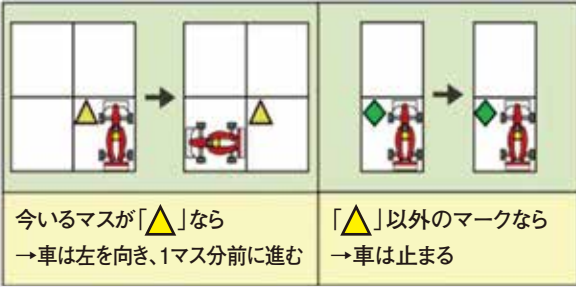 今いるマスが「△」なら
→車は左を向き、1マス分前に進む
「△」以外のマークなら
→車は止まる